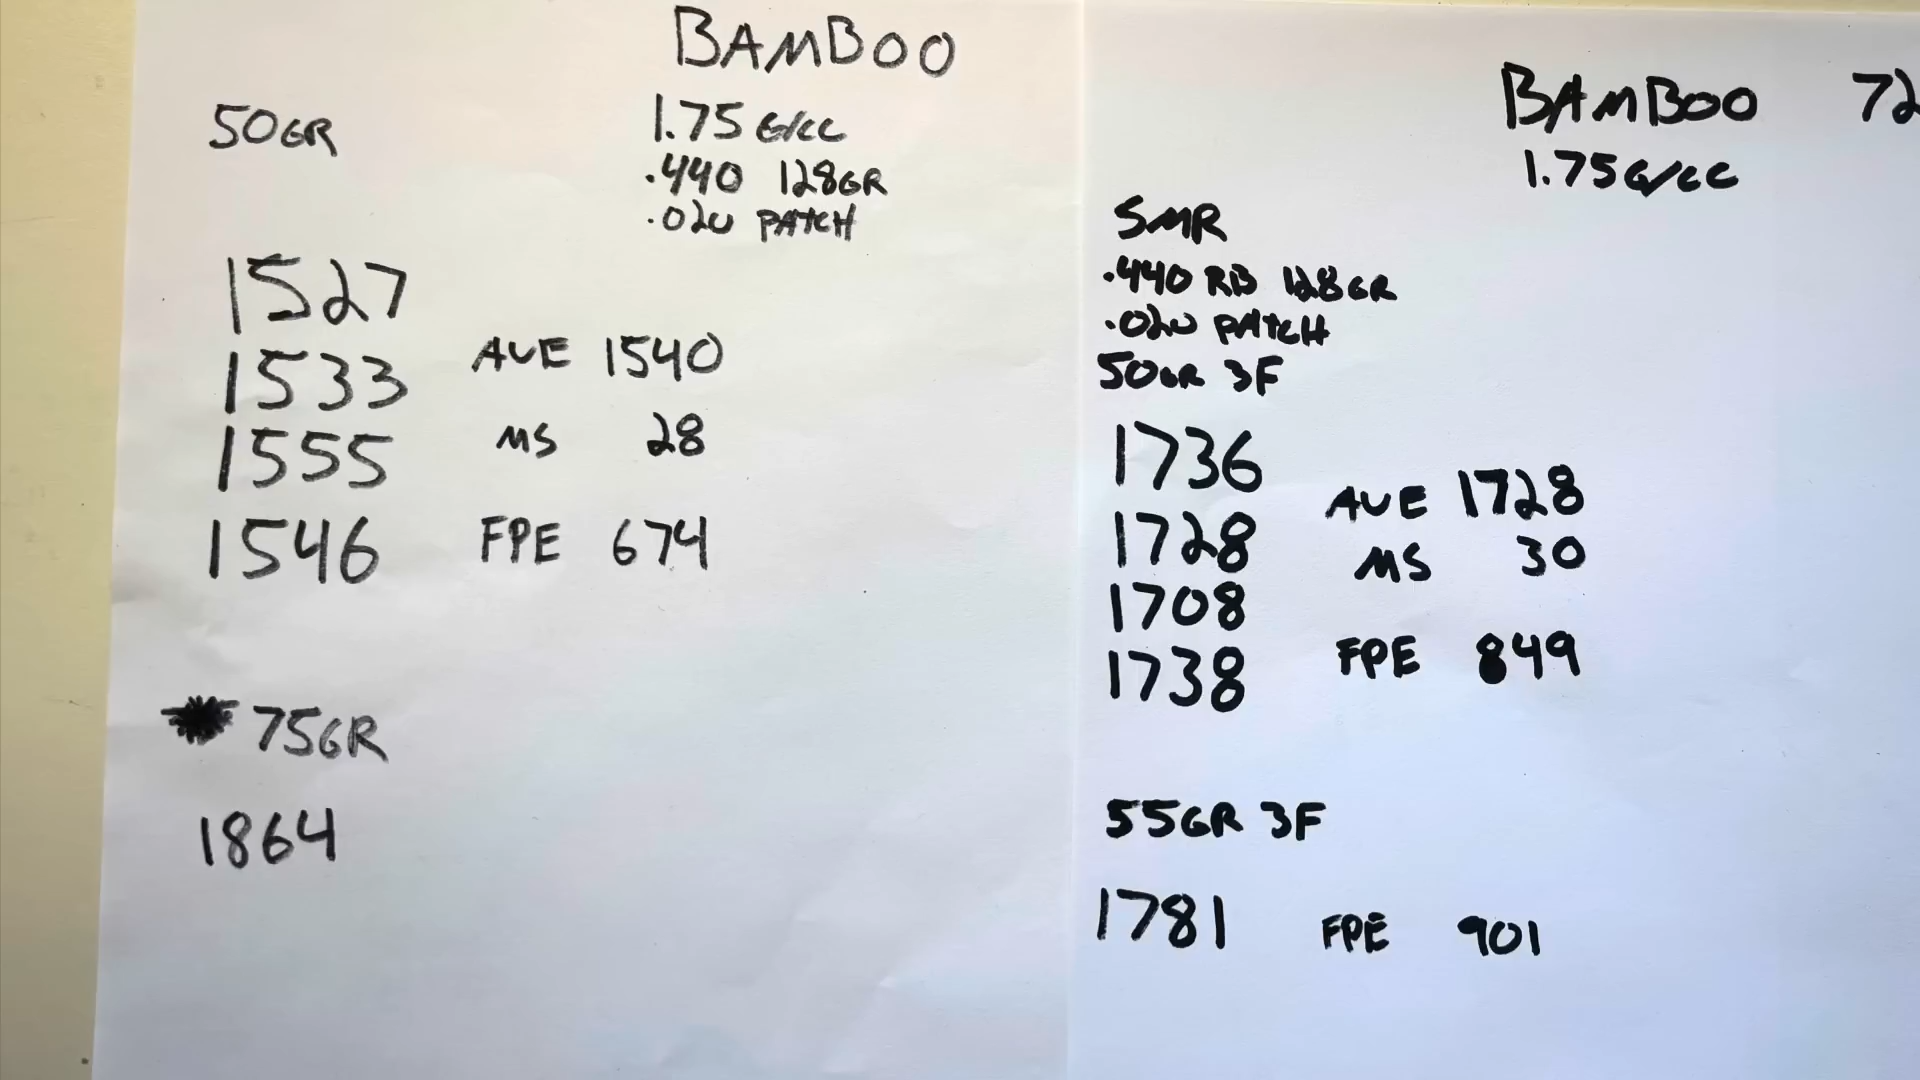 BAMBOO
50GR
1.75 G/CC
.440 128GR
.020 PATCH
1527
1533
1555
1546
AVE 1540
MS 28
FPE 674
75GR
1864
BAMBOO 72
1.75G/CC
SMR
.440 RB 128GR
.020 PATCH
50GR 3F
1736
1728
1708
1738
AVE 1728
MS 30
FPE 849
55GR 3F
1781 FPE 901